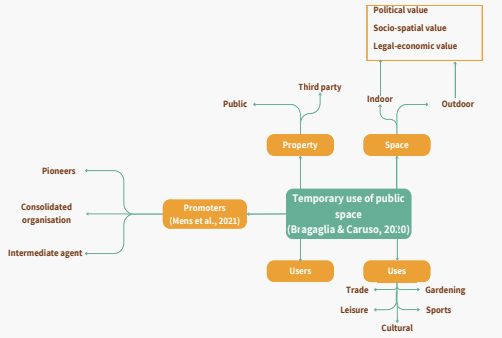 Political value
Socio-spatial value
Legal-economic value
Third party
Public
Indoor
Outdoor
Property
Space
Pioneers
Consolidated
organisation
Intermediate agent
Promoters
(Mens et al., 2021)
Temporary use of public
space
(Bragaglia & Caruso, 2020)
Users
Uses
Trade
Gardening
Leisure
Sports
Cultural